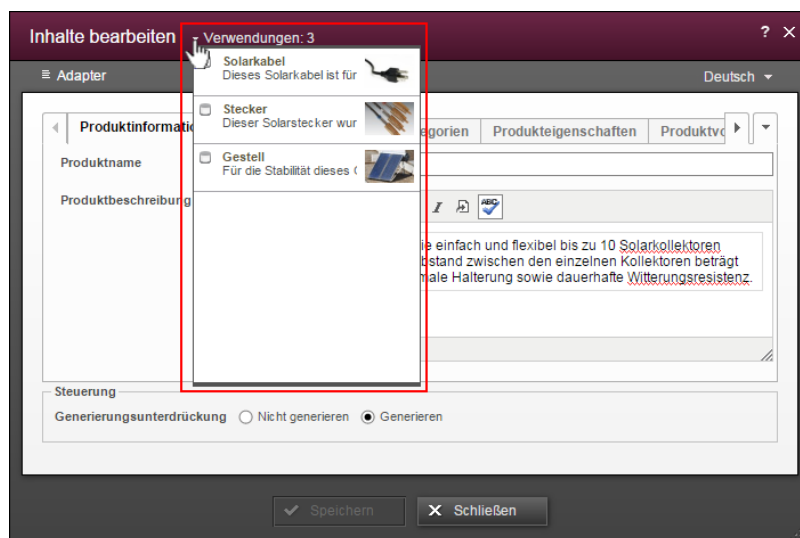 Inhalte bearbeiten
Verwendungen: 3
?
Adapter
Deutsch
Solarkabel
Dieses Solarkabel ist für
Stecker
Dieser Solarstecker wur
Gestell
Für die Stabilität dieses
Produktinformatio
egorien
Produkteigenschaften
Produktvo
Produktname
Produktbeschreibung
I
ABC
ie einfach und flexibel bis zu 10 Solarkollektoren
bstand zwischen den einzelnen Kollektoren beträgt
male Halterung sowie dauerhafte Witterungsresistenz.
Steuerung
Generierungsunterdrückung
Nicht generieren
Generieren
Speichern
Schließen